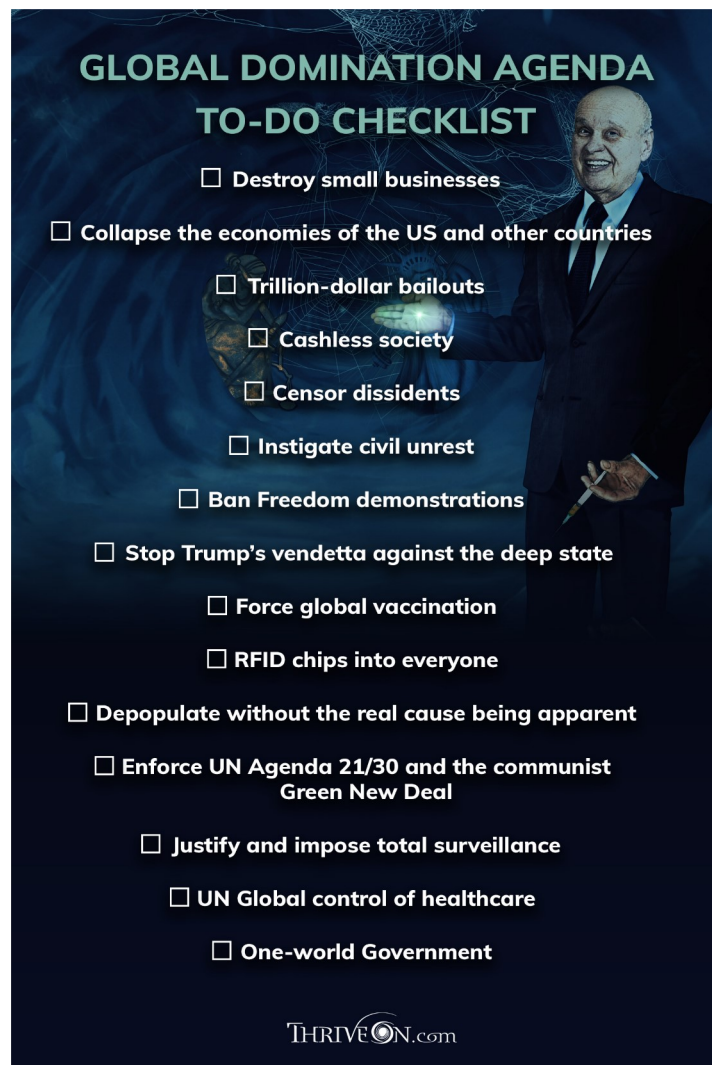 GLOBAL DOMINATION AGENDA
TO-DO CHECKLIST
Destroy small businesses
Collapse the economies of the US and other countries
Trillion-dollar bailouts
Cashless society
Censor dissidents
Instigate civil unrest
Ban Freedom demonstrations
Stop Trump's vendetta against the deep state
Force global vaccination
RFID chips into everyone
Depopulate without the real cause being apparent
Enforce UN Agenda 21/30 and the communist
Green New Deal
Justify and impose total surveillance
UN Global control of healthcare
One-world Government
THRIVEON.com